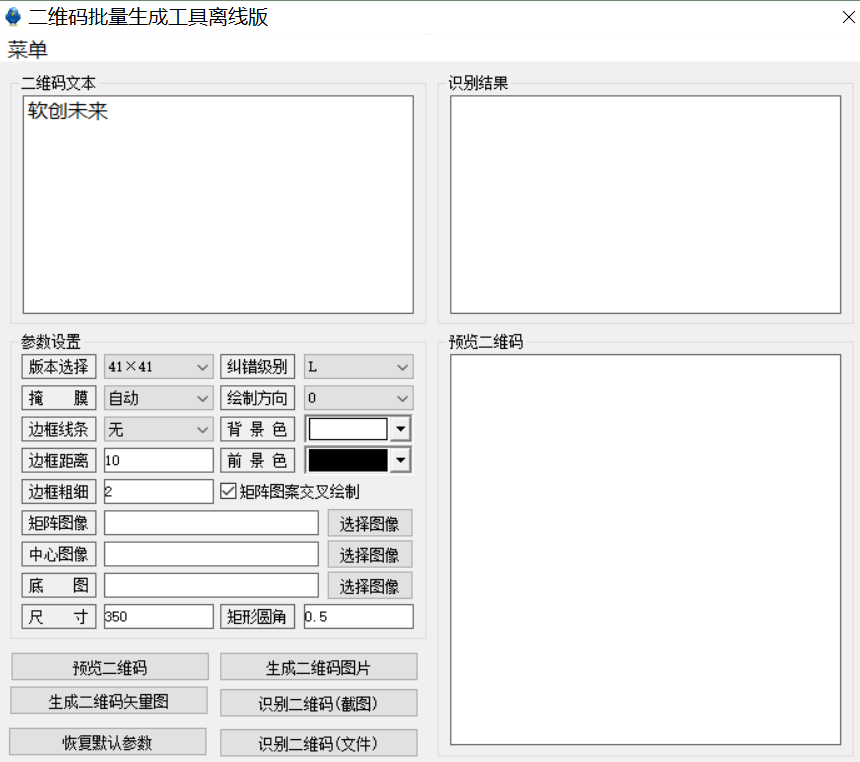 二维码批量生成工具离线版
菜单
二维码文本
软创未来
识别结果
参数设置
版本选择 41×41 纠错级别 L
掩 膜 自动 绘制方向 0
边框线条 无 背 景 色
边框距离 10 前 景 色
边框粗细 2 矩阵图案交叉绘制
矩阵图像 选择图像
中心图像 选择图像
底 图 选择图像
尺 寸 350 矩形圆角 0.5
预览二维码
预览二维码 生成二维码图片
生成二维码矢量图 识别二维码(截图)
恢复默认参数 识别二维码(文件)